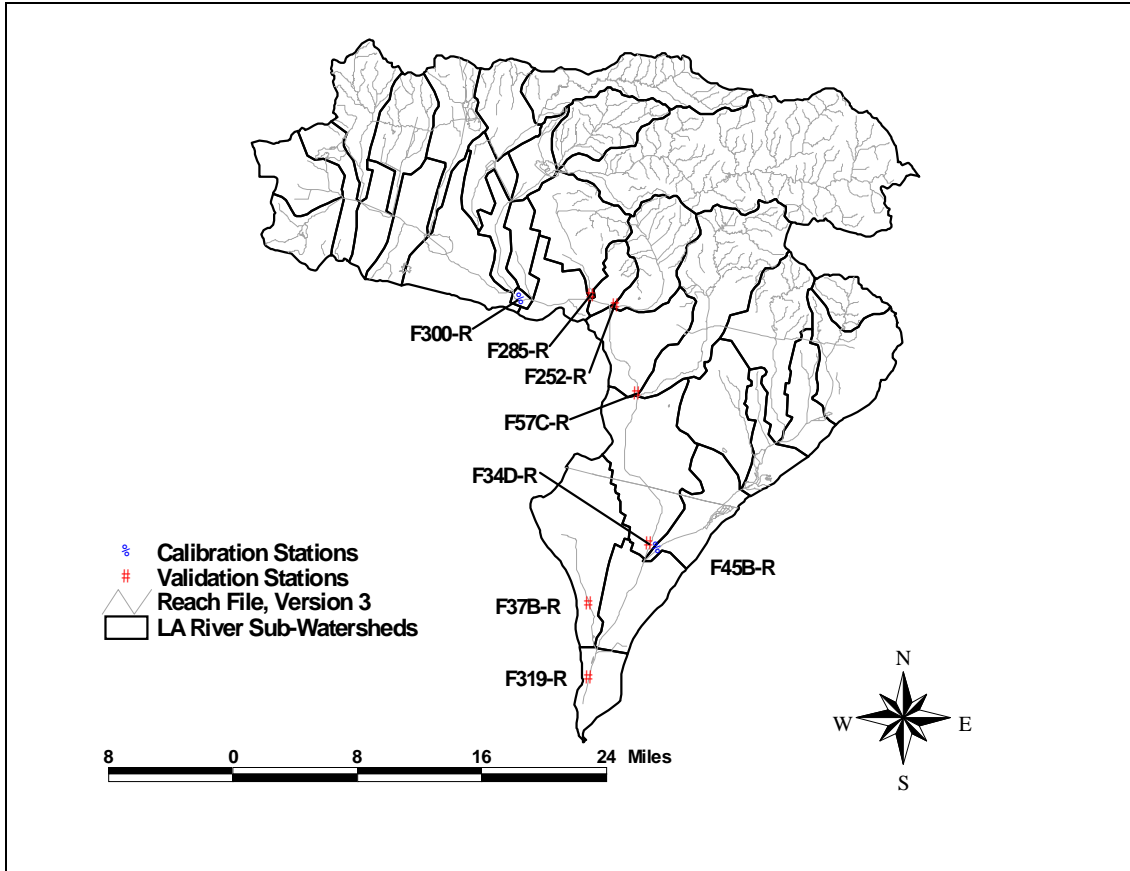 F300-R
F285-R
F252-R
F57C-R
F34D-R
F45B-R
F37B-R
F319-R
% Calibration Stations
# Validation Stations
Reach File, Version 3
LA River Sub-Watersheds
N
W E
S
8 0 8 16 24 Miles